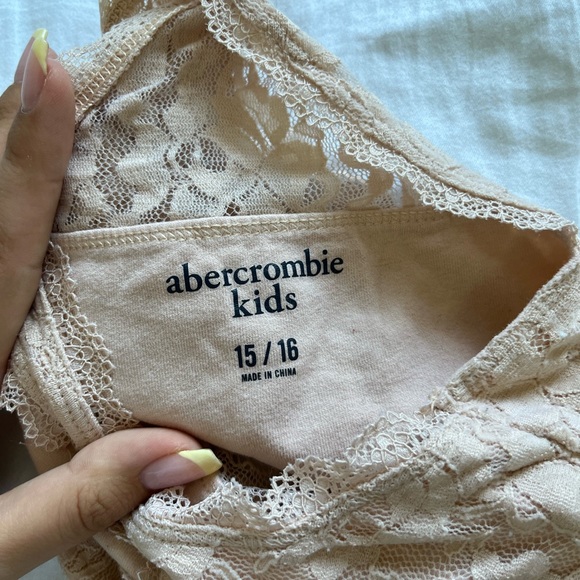 abercrombie
kids
15 / 16
MADE IN CHINA